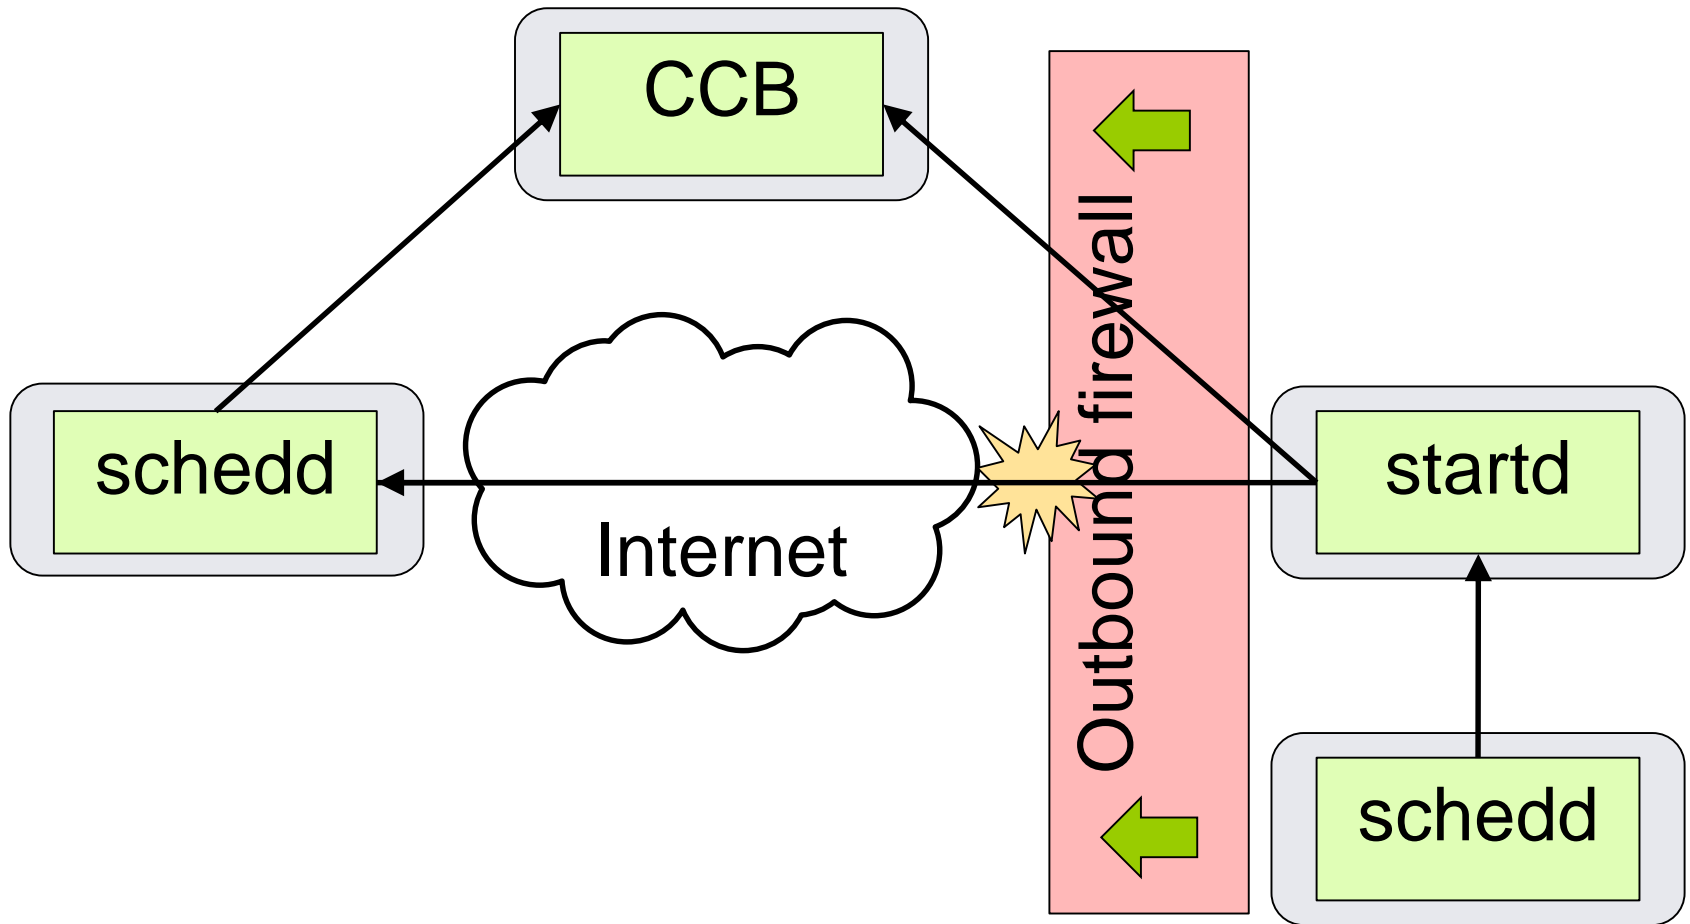 CCB
Outbound firewall
schedd
Internet
startd
schedd